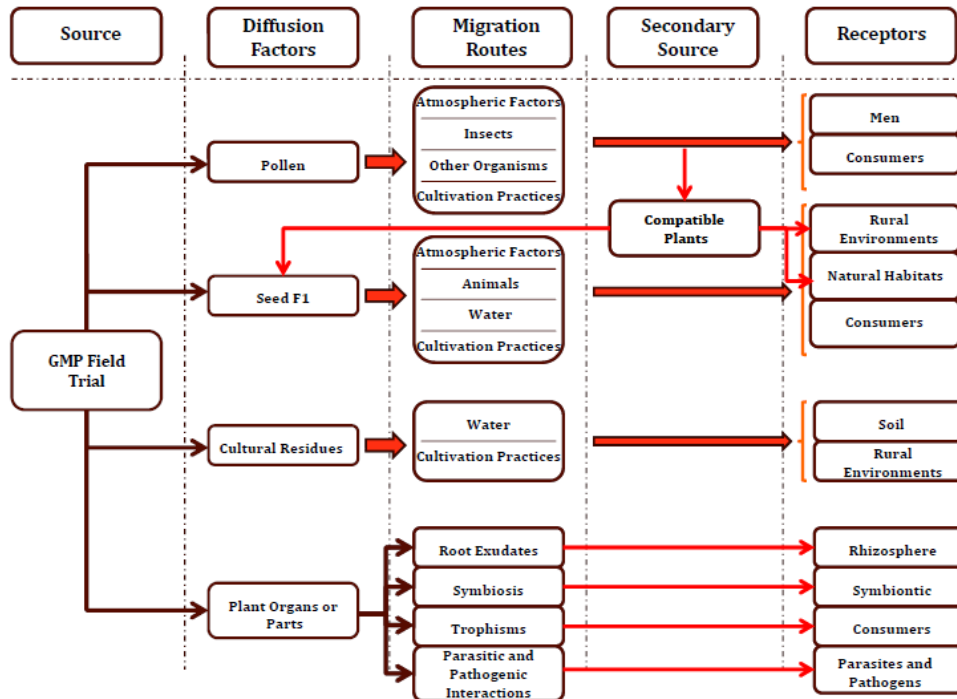 Source
Diffusion
Factors
Migration
Routes
Secondary
Source
Receptors
GMP Field
Trial
Pollen
Seed F1
Cultural Residues
Plant Organs or
Parts
Atmospheric Factors
Insects
Other Organisms
Cultivation Practices
Atmospheric Factors
Animals
Water
Cultivation Practices
Water
Cultivation Practices
Root Exudates
Symbiosis
Trophisms
Parasitic and
Pathogenic
Interactions
Compatible
Plants
Men
Consumers
Rural
Environments
Natural Habitats
Consumers
Soil
Rural
Environments
Rhizosphere
Symbiontic
Consumers
Parasites and
Pathogens